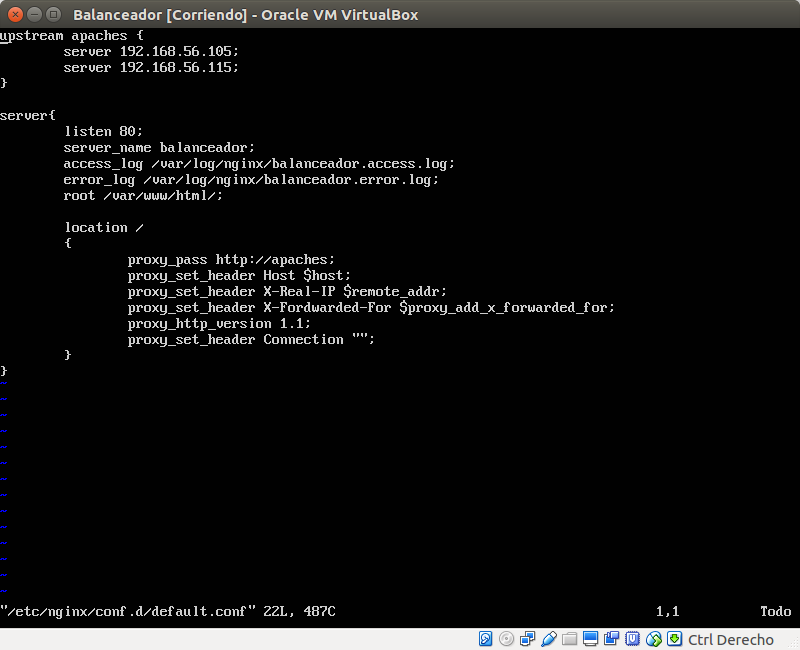 Balanceador [Corriendo] - Oracle VM VirtualBox
upstream apaches {
        server 192.168.56.105;
        server 192.168.56.115;
}

server{
        listen 80;
        server_name balanceador;
        access_log /var/log/nginx/balanceador.access.log;
        error_log /var/log/nginx/balanceador.error.log;
        root /var/www/html/;

        location /
        {
                proxy_pass http://apaches;
                proxy_set_header Host $host;
                proxy_set_header X-Real-IP $remote_addr;
                proxy_set_header X-Fordwarded-For $proxy_add_x_forwarded_for;
                proxy_http_version 1.1;
                proxy_set_header Connection "";
        }
}
~
~
~
~
~
~
~
~
~
~
~
~
~
~
"/etc/nginx/conf.d/default.conf" 22L, 487C 1,1 Todo
Ctrl Derecho